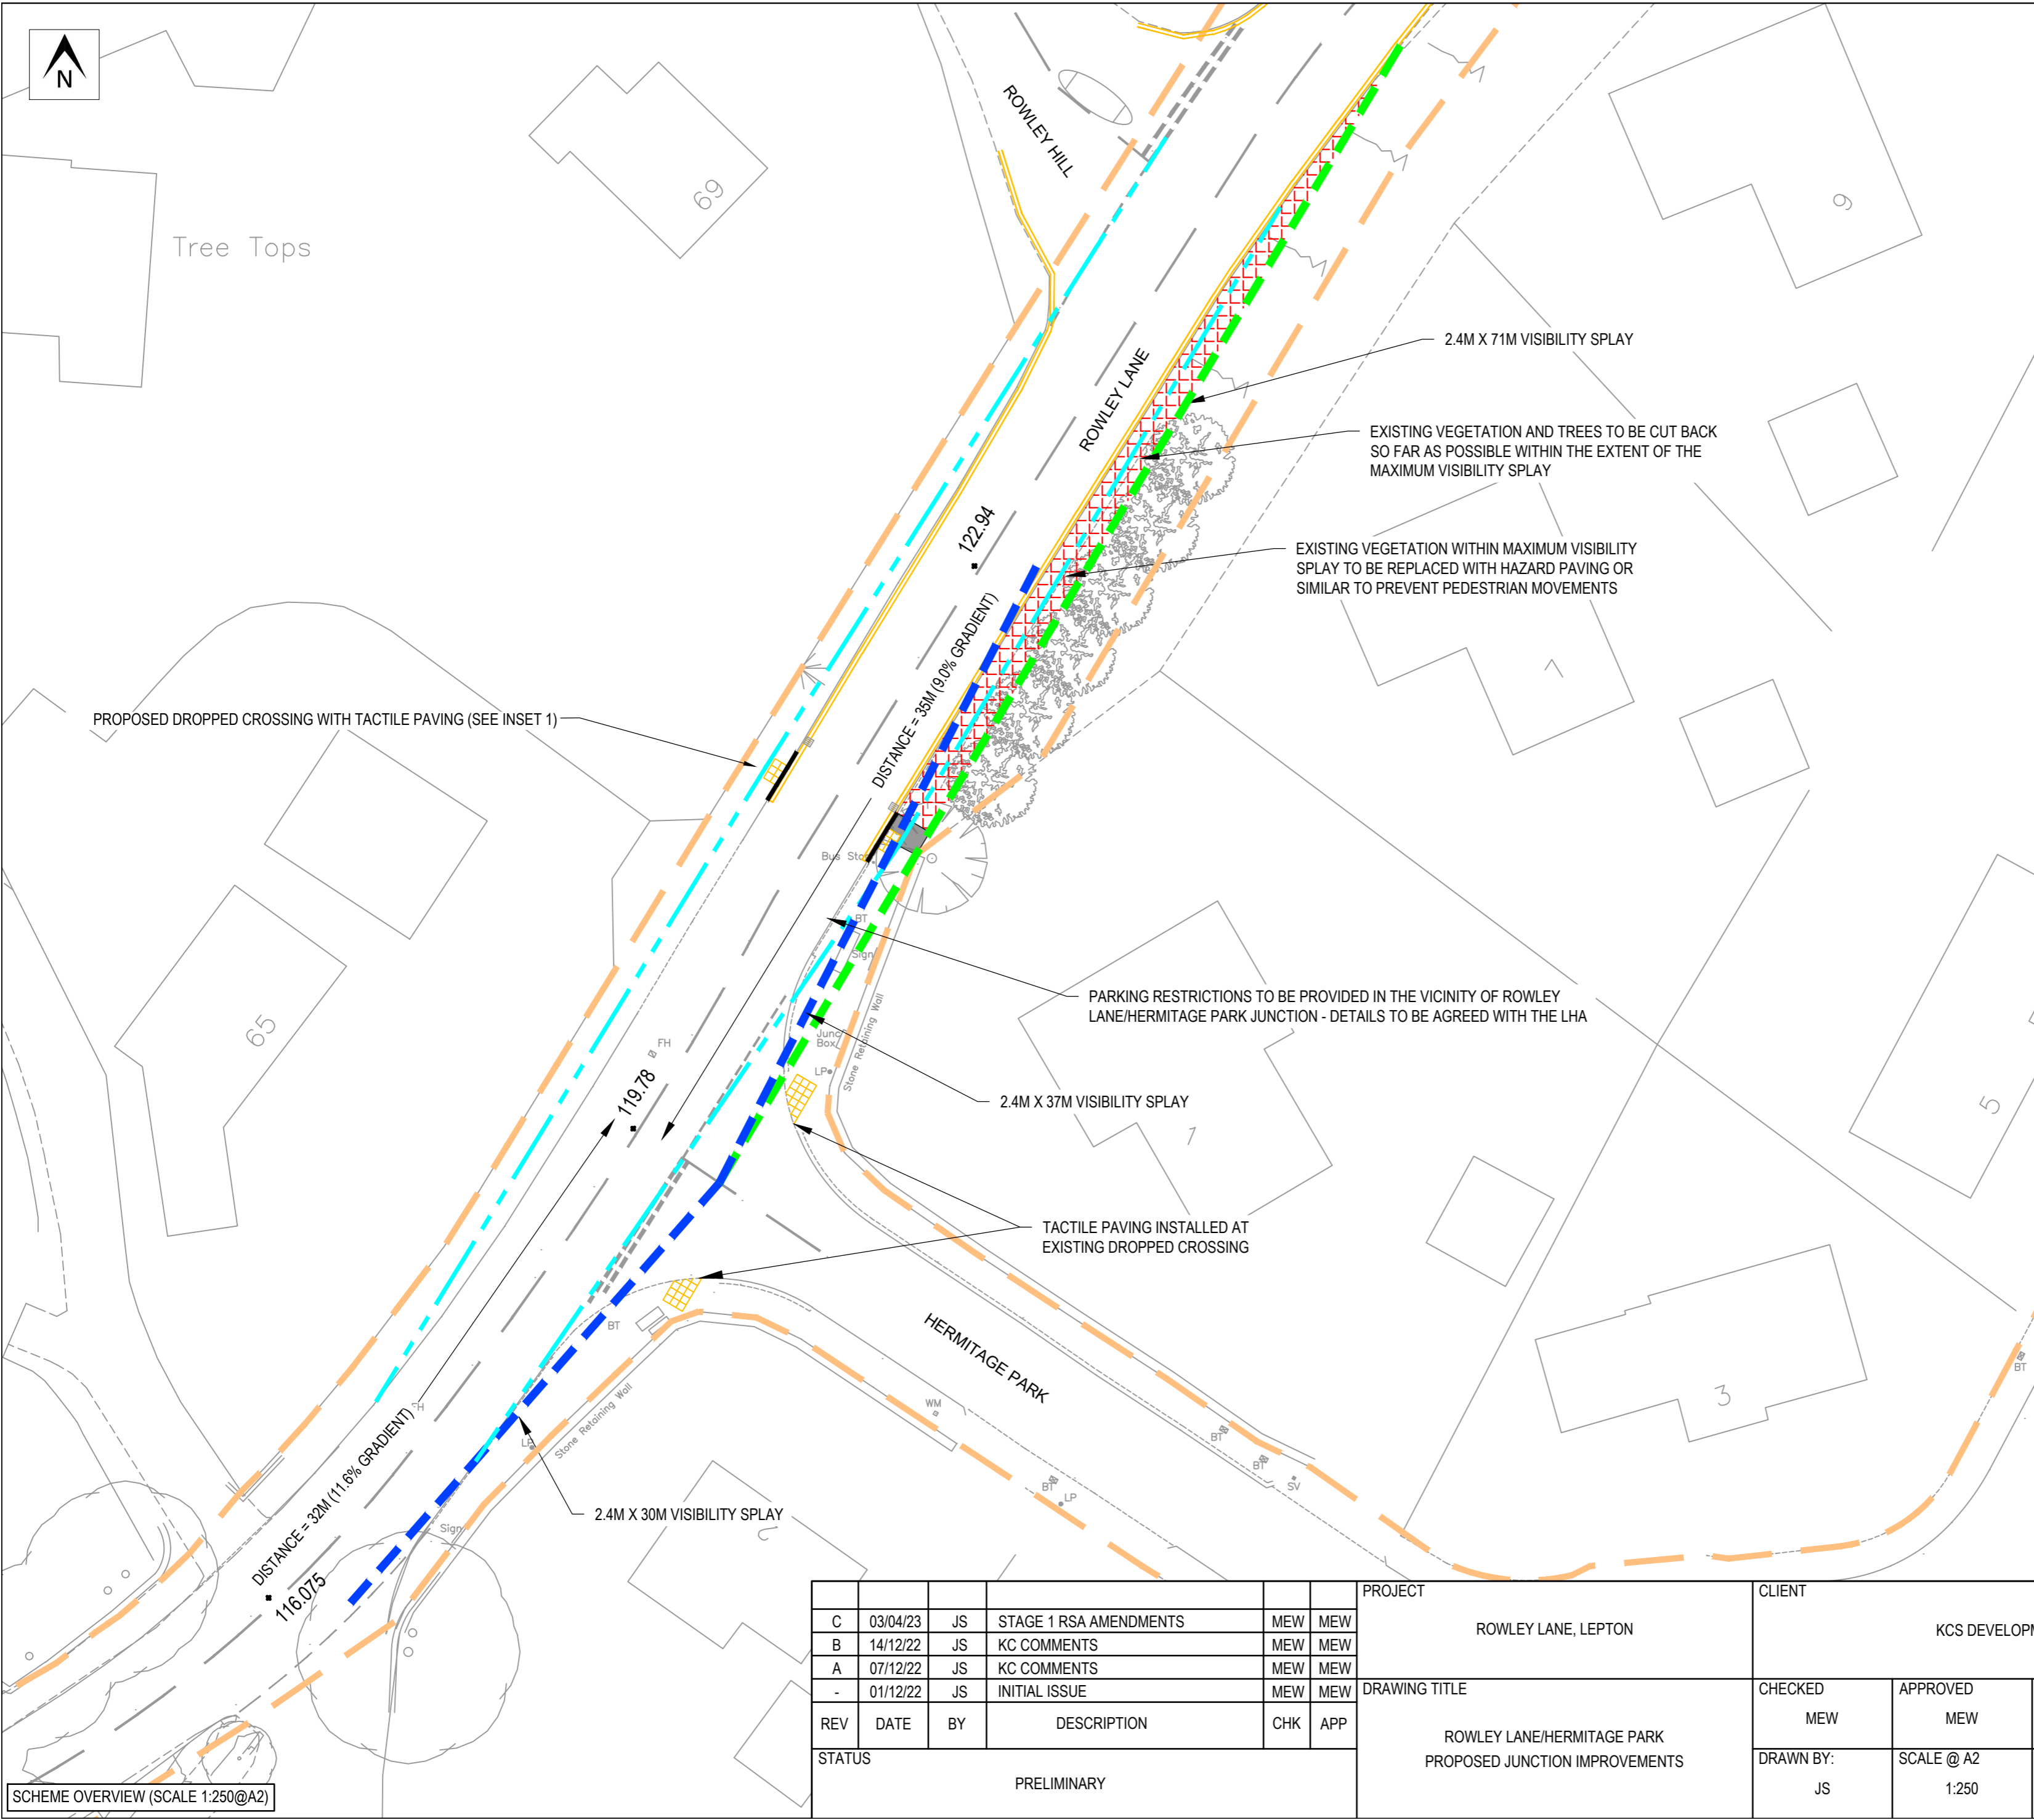 N
ROWLEY HILL
69
9
Tree Tops
2.4M X 71M VISIBILITY SPLAY
ROWLEY LANE
EXISTING VEGETATION AND TREES TO BE CUT BACK
SO FAR AS POSSIBLE WITHIN THE EXTENT OF THE
MAXIMUM VISIBILITY SPLAY
122.94
EXISTING VEGETATION WITHIN MAXIMUM VISIBILITY
SPLAY TO BE REPLACED WITH HAZARD PAVING OR
SIMILAR TO PREVENT PEDESTRIAN MOVEMENTS
DISTANCE = 35M (9.0% GRADIENT)
7
PROPOSED DROPPED CROSSING WITH TACTILE PAVING (SEE INSET 1)
Bus Sto
BT
Sign
PARKING RESTRICTIONS TO BE PROVIDED IN THE VICINITY OF ROWLEY
LANE/HERMITAGE PARK JUNCTION - DETAILS TO BE AGREED WITH THE LHA
65
FH
Junc
Box
Stone Retaining Wall
LP
119.78
2.4M X 37M VISIBILITY SPLAY
1
5
TACTILE PAVING INSTALLED AT
EXISTING DROPPED CROSSING
BT
HERMITAGE PARK
BT
3
FH
WM
LP
Stone Retaining Wall
BT
BT
SV
BT
LP
DISTANCE = 32M (11.6% GRADIENT)
2.4M X 30M VISIBILITY SPLAY
Sign
2
116.075
PROJECT
CLIENT
C 03/04/23 JS STAGE 1 RSA AMENDMENTS MEW MEW
ROWLEY LANE, LEPTON
KCS DEVELOP
B 14/12/22 JS KC COMMENTS MEW MEW
A 07/12/22 JS KC COMMENTS MEW MEW
- 01/12/22 JS INITIAL ISSUE MEW MEW
DRAWING TITLE
CHECKED
APPROVED
REV DATE BY DESCRIPTION CHK APP
MEW
MEW
ROWLEY LANE/HERMITAGE PARK
PROPOSED JUNCTION IMPROVEMENTS
STATUS
DRAWN BY:
SCALE @ A2
PRELIMINARY
JS
1:250
SCHEME OVERVIEW (SCALE 1:250@A2)